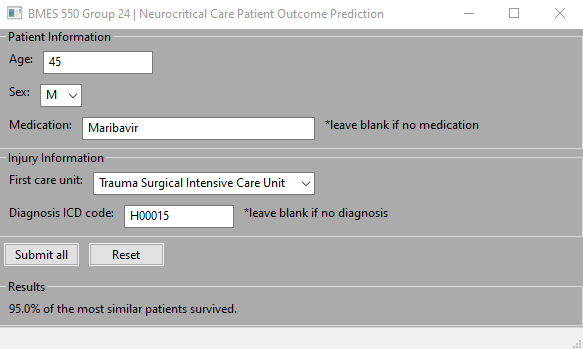 BMES 550 Group 24 | Neurocritical Care Patient Outcome Prediction
Patient Information
Age: 45
Sex: M
Medication: Maribavir *leave blank if no medication
Injury Information
First care unit: Trauma Surgical Intensive Care Unit
Diagnosis ICD code: H00015 *leave blank if no diagnosis
Submit all Reset
Results
95.0% of the most similar patients survived.